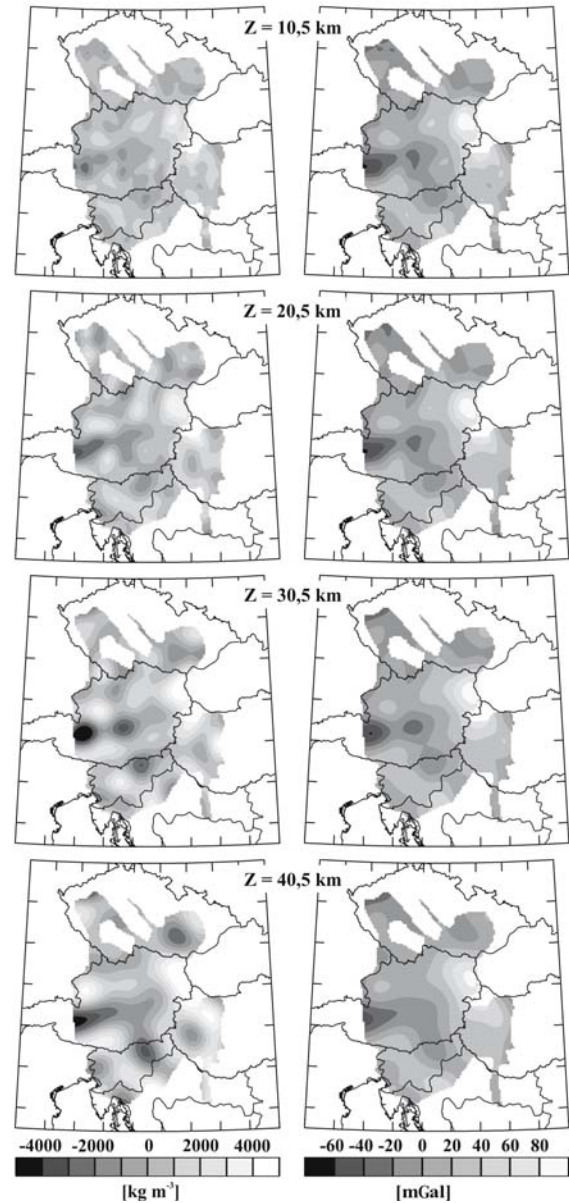 Z = 10,5 km
Z = 20,5 km
Z = 30,5 km
Z = 40,5 km
-4000 -2000 0 2000 4000
-60 -40 -20 0 20 40 60 80
[kg m⁻³]
[mGal]